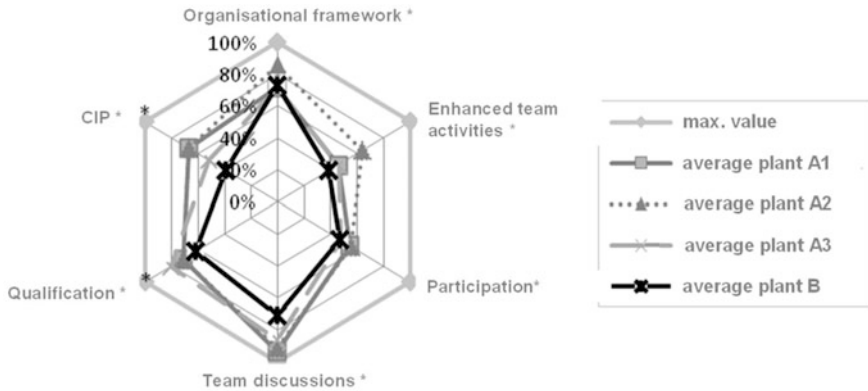 Organisational framework *
100%
80%
60%
40%
20%
0%
CIP *
*
Enhanced team
activities *
Qualification *
*
Participation*
Team discussions *
max. value
average plant A1
average plant A2
average plant A3
average plant B